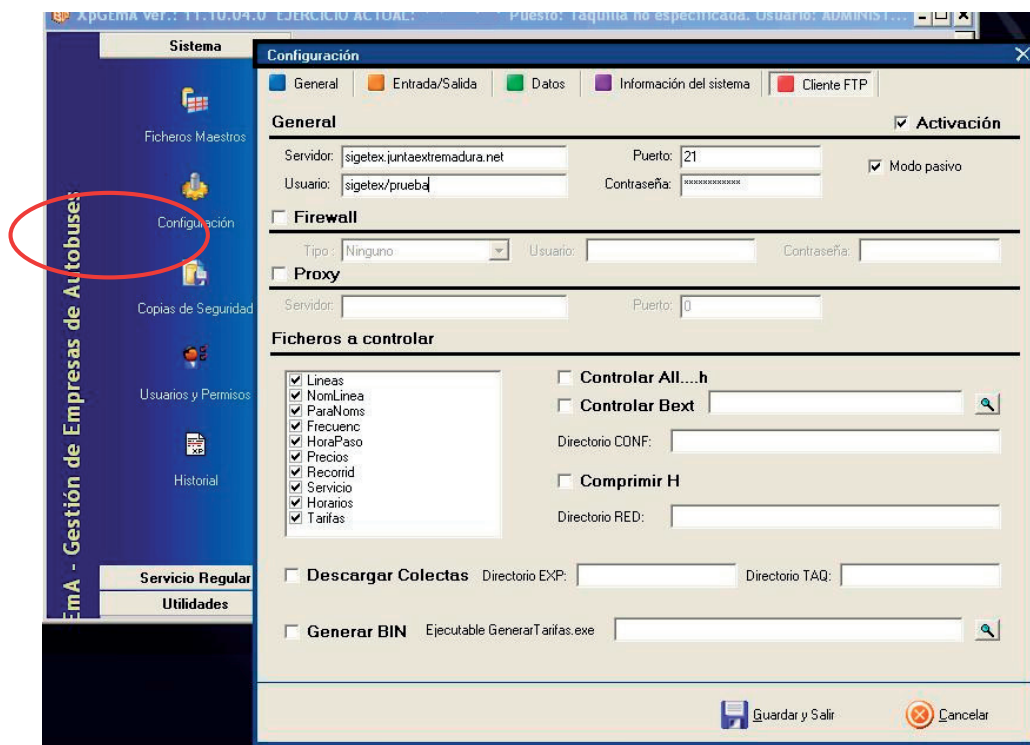 XpGEmA Ver.: 11.10.04.0 EJERCICIO ACTUAL: Puesto: Taquilla no especificada. Usuario: ADMINIST...
EmA - Gestión de Empresas de Autobuses
Sistema
Ficheros Maestros
Configuración
Copias de Seguridad
Usuarios y Permisos
XP
Historial
Servicio Regular
Utilidades
Configuración
General Entrada/Salida Datos Información del sistema Cliente FTP
General Activación
Servidor: sigetex.juntaextremadura.net Puerto: 21 Modo pasivo
Usuario: sigetex/prueba Contraseña: ************
Firewall
Tipo : Ninguno Usuario: Contraseña:
Proxy
Servidor: Puerto: 0
Ficheros a controlar
Lineas
NomLinea
ParaNoms
Frecuenc
HoraPaso
Precios
Recorrid
Servicio
Horarios
Tarifas
Controlar All....h
Controlar Bext
Directorio CONF:
Comprimir H
Directorio RED:
Descargar Colectas Directorio EXP: Directorio TAQ:
Generar BIN Ejecutable GenerarTarifas.exe
Guardar y Salir Cancelar